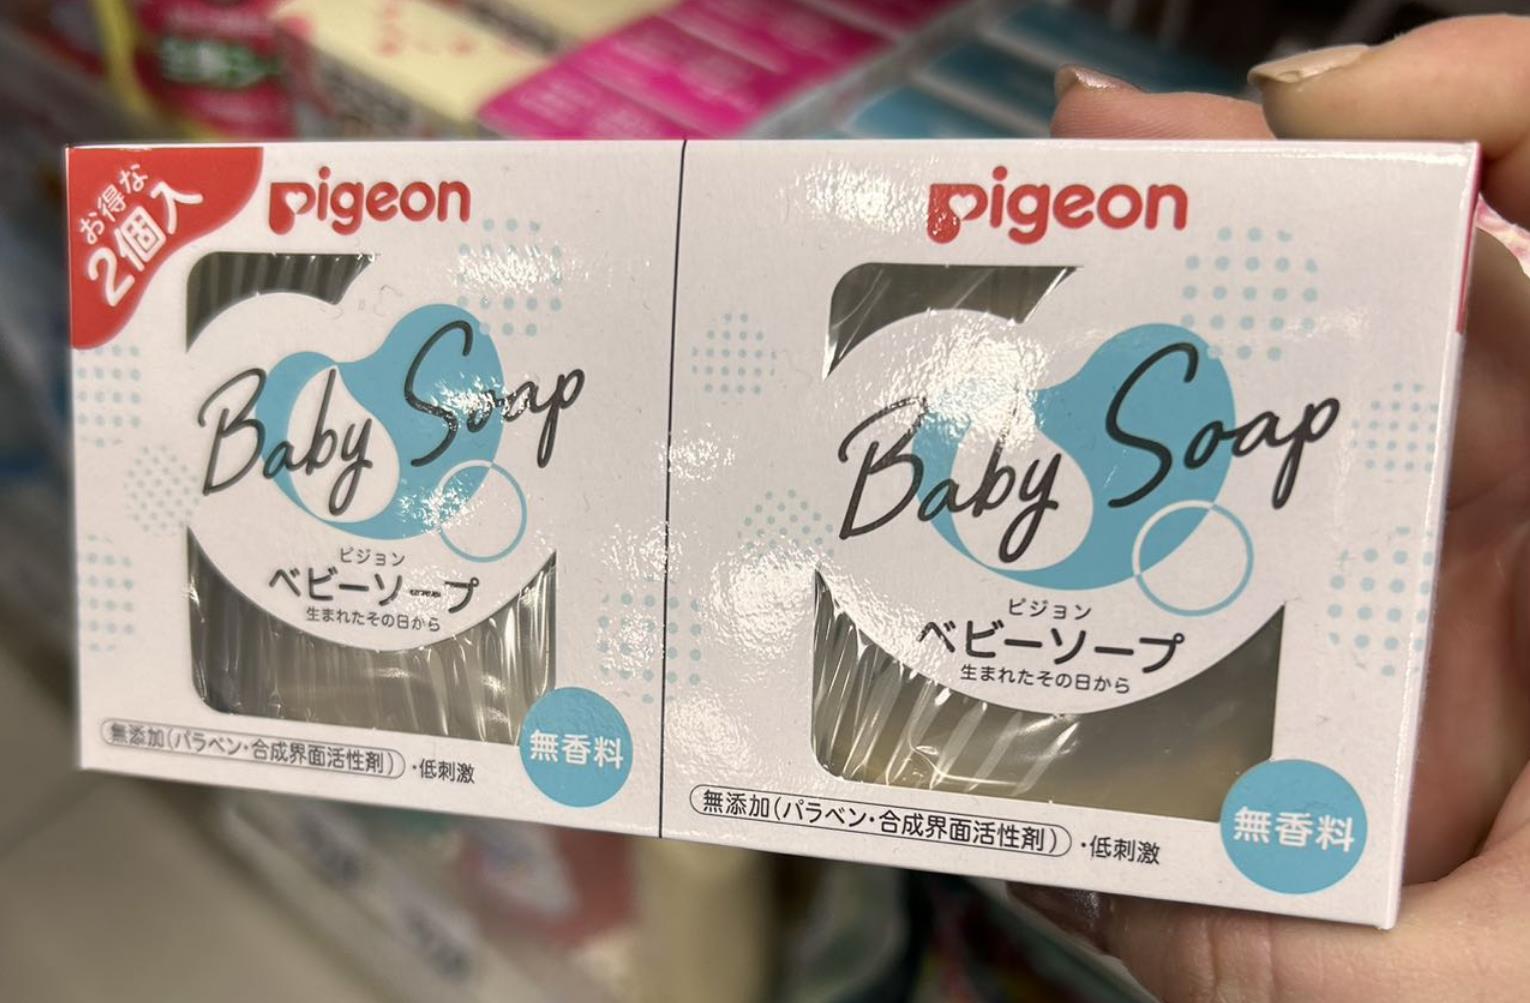 お得な
2個入
pigeon
Baby Soap
ピジョン
ベビーソープ
生まれたその日から
無添加(パラベン・合成界面活性剤)・低刺激
無香料
pigeon
Baby Soap
ピジョン
ベビーソープ
生まれたその日から
無添加(パラベン・合成界面活性剤)・低刺激
無香料